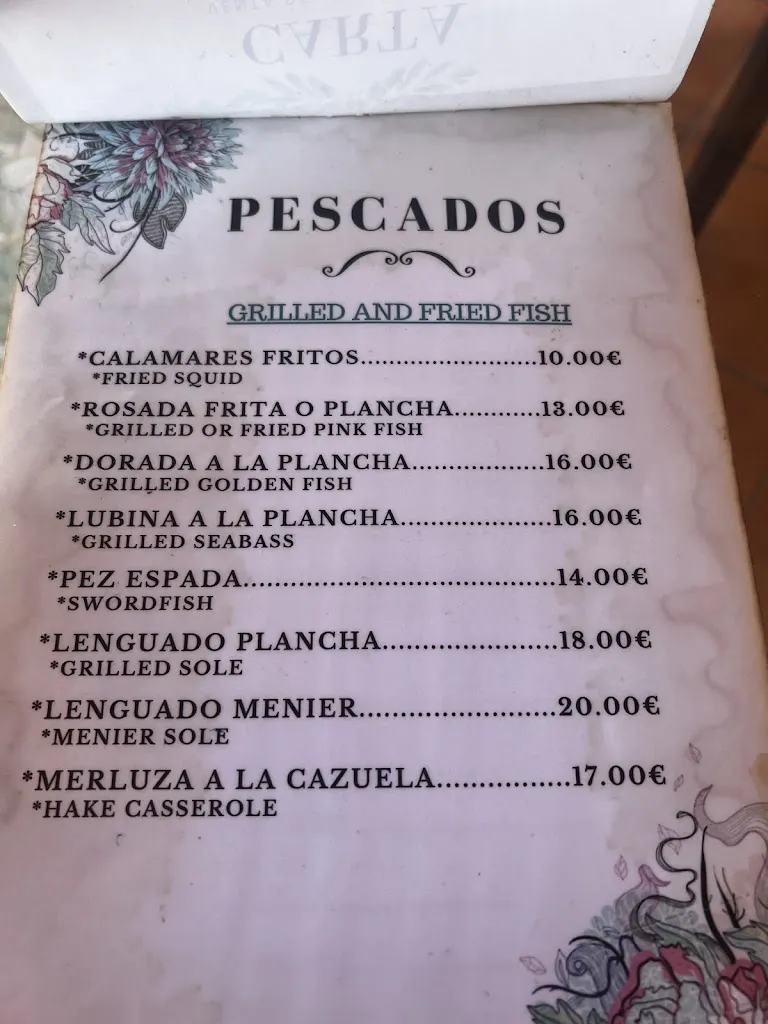 CARTA
PESCADOS
GRILLED AND FRIED FISH
*CALAMARES FRITOS.......................10.00€
*FRIED SQUID
*ROSADA FRITA O PLANCHA...........13.00€
*GRILLED OR FRIED PINK FISH
*DORADA A LA PLANCHA.................16.00€
*GRILLED GOLDEN FISH
*LUBINA A LA PLANCHA...................16.00€
*GRILLED SEABASS
*PEZ ESPADA........................................14.00€
*SWORDFISH
*LENGUADO PLANCHA......................18.00€
*GRILLED SOLE
*LENGUADO MENIER.........................20.00€
*MENIER SOLE
*MERLUZA A LA CAZUELA.................17.00€
*HAKE CASSEROLE